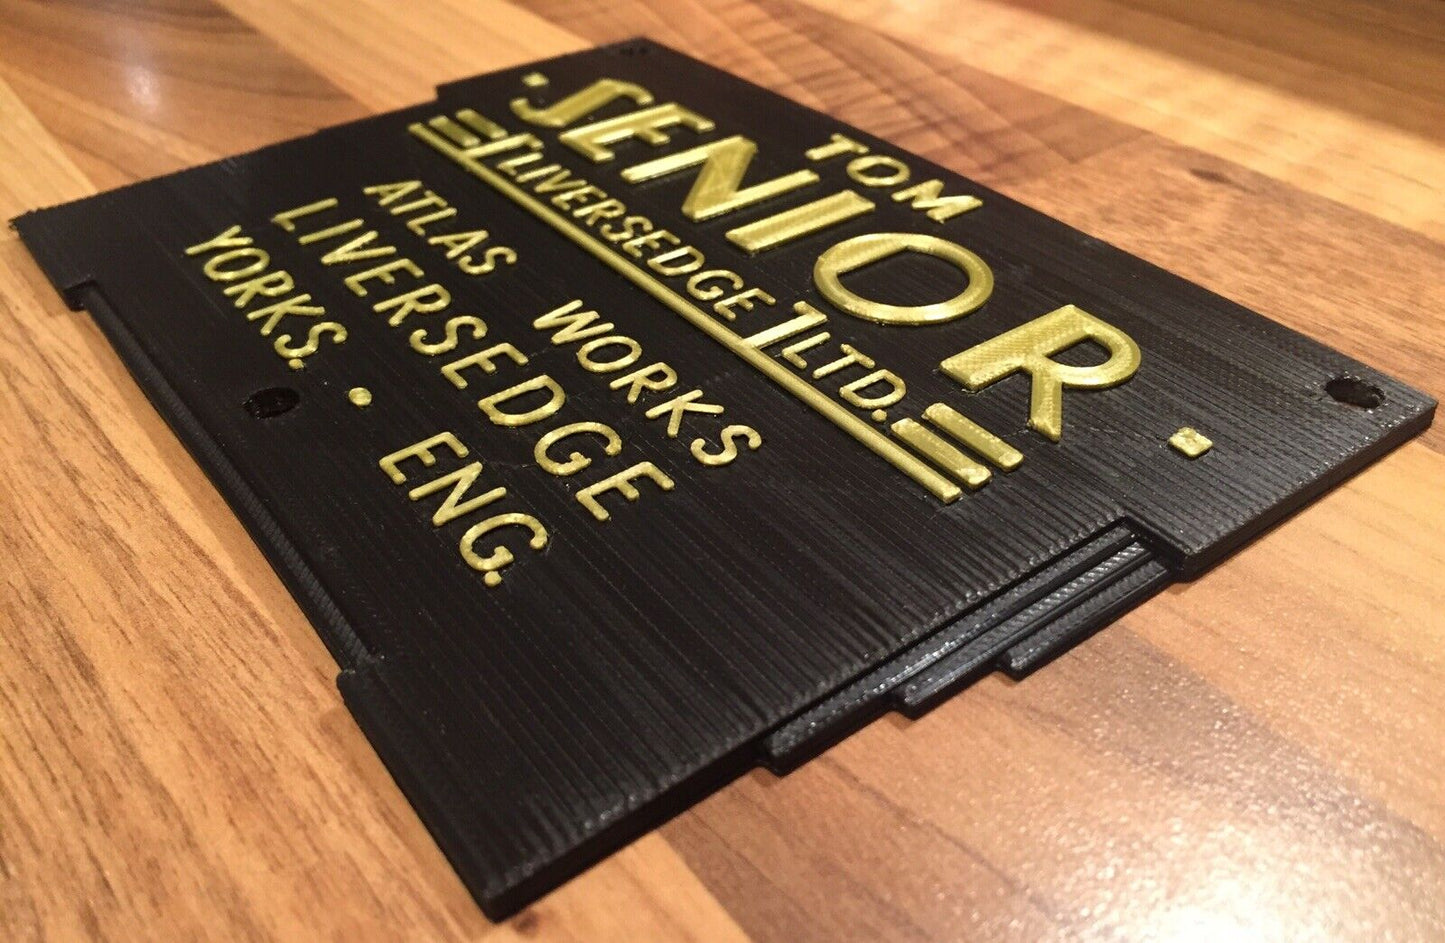 TOM
· SENIOR ·
(LIVERSEDGE) LTD.
ATLAS WORKS
LIVERSEDGE
YORKS. · ENG.